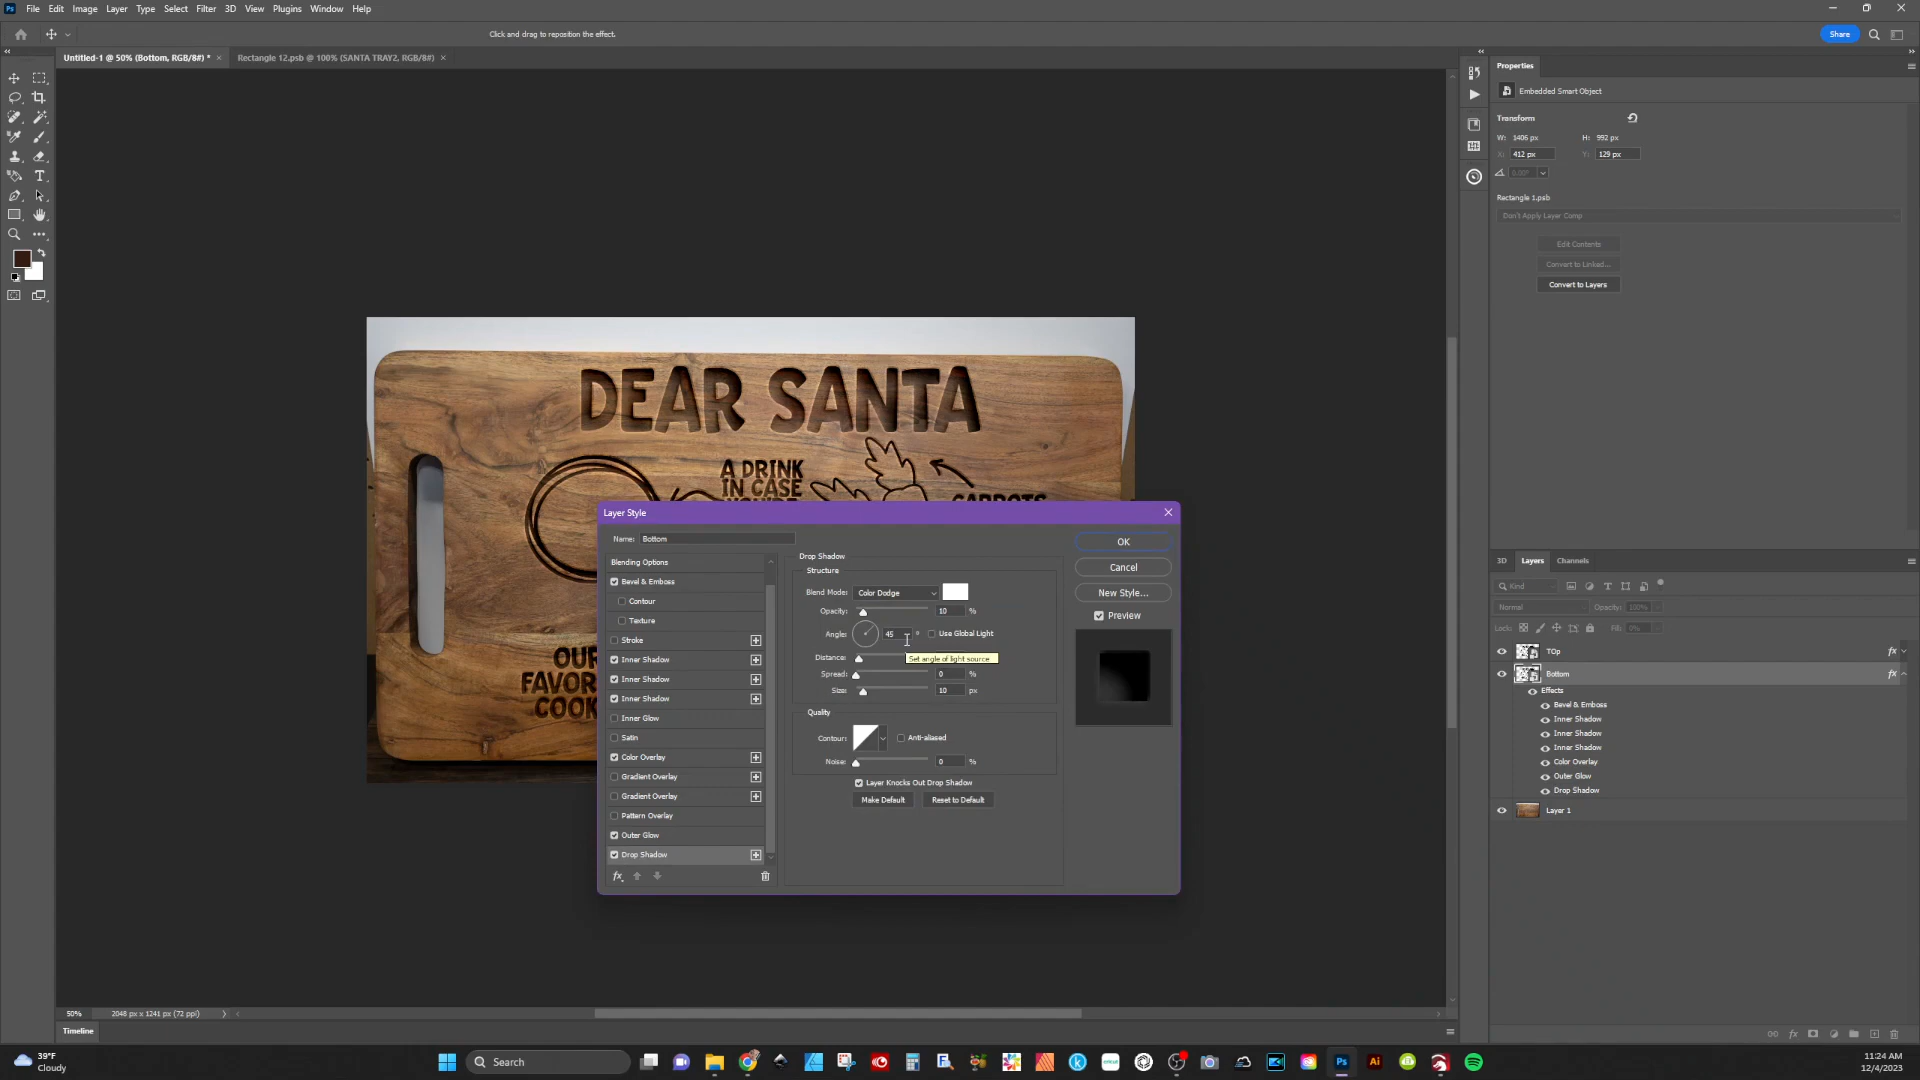 File Edit Image Layer Type Select Filter 3D View Plugins Window Help
Click and drag to reposition the effect.
Share
Untitled-1 @ 50% (Bottom, RGB/8#) * ×
Rectangle 12.psb @ 100% (SANTA TRAY2, RGB/8#) ×
Properties
Embedded Smart Object
Transform
W: 1406 px H: 992 px
X: 412 px Y: 129 px
0.00°
Rectangle 1.psb
Don't Apply Layer Comp
Edit Contents
Convert to Linked...
Convert to Layers
DEAR SANTA
A DRINK
IN CASE
CARROTS
OUR
FAVOR
COOK
Layer Style
Name: Bottom
Blending Options
Bevel & Emboss
Contour
Texture
Stroke
Inner Shadow
Inner Shadow
Inner Shadow
Inner Glow
Satin
Color Overlay
Gradient Overlay
Gradient Overlay
Pattern Overlay
Outer Glow
Drop Shadow
fx
Drop Shadow
Structure
Blend Mode: Color Dodge
Opacity: 10 %
Angle: 45 ° Use Global Light
Distance:
Set angle of light source
Spread: 0 %
Size: 10 px
Quality
Contour: Anti-aliased
Noise: 0 %
Layer Knocks Out Drop Shadow
Make Default Reset to Default
OK
Cancel
New Style...
Preview
3D Layers Channels
Kind
Normal Opacity: 100%
Lock: Fill: 0%
TOp fx
Bottom fx
Effects
Bevel & Emboss
Inner Shadow
Inner Shadow
Inner Shadow
Color Overlay
Outer Glow
Drop Shadow
Layer 1
50% 2048 px x 1241 px (72 ppi)
Timeline
39°F
Cloudy
Search
11:24 AM
12/4/2023